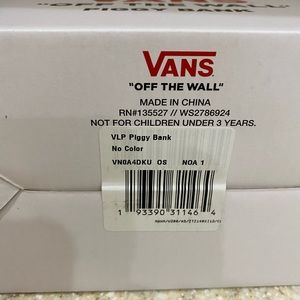 "OFF THE WALL"
PIGGY BANK
VANS
"OFF THE WALL"
MADE IN CHINA
RN#135527 // WS2786924
NOT FOR CHILDREN UNDER 3 YEARS.
VLP Piggy Bank
No Color
VN0A4DKU OS NOA 1
1 93390 31146 4